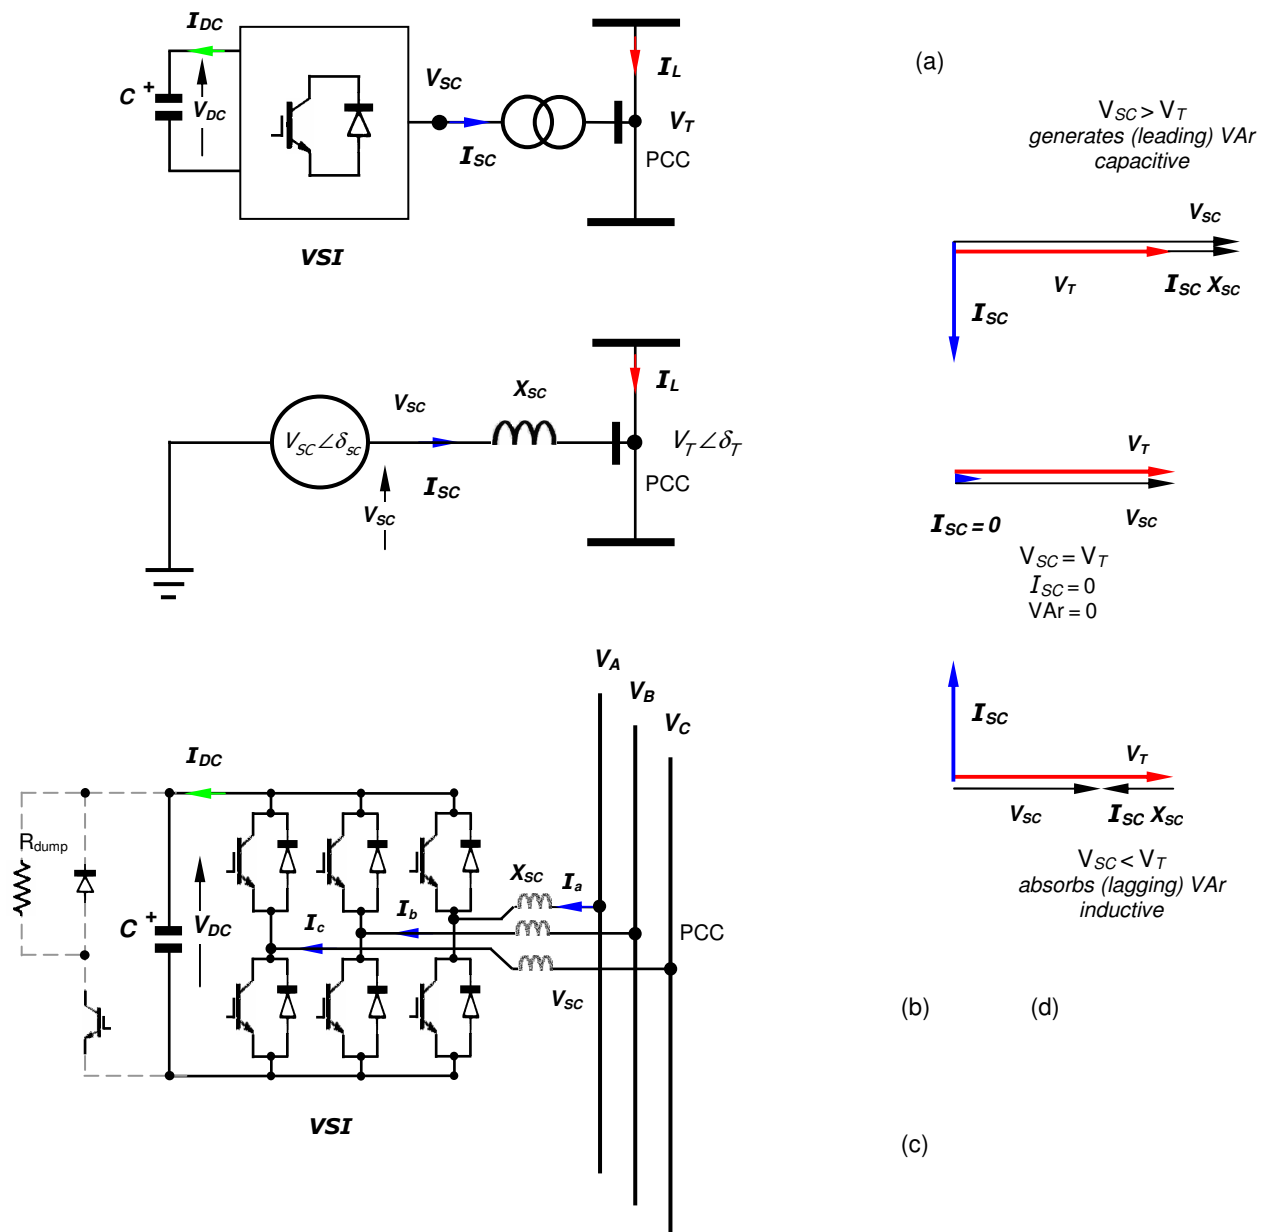 I_DC
C +
V_DC
VSI
V_SC
I_SC
I_L
V_T
PCC
(a)
V_SC > V_T
generates (leading) VAr
capacitive
V_SC
V_T
I_SC X_SC
I_SC
V_SC∠δ_sc
V_SC
I_SC
V_SC
X_SC
I_L
V_T∠δ_T
PCC
V_T
V_SC
I_SC = 0
V_SC = V_T
I_SC = 0
VAr = 0
V_A
V_B
V_C
I_DC
R_dump
C +
V_DC
X_SC
I_a
I_b
I_c
V_SC
PCC
VSI
I_SC
V_T
V_SC
I_SC X_SC
V_SC < V_T
absorbs (lagging) VAr
inductive
(b)
(d)
(c)